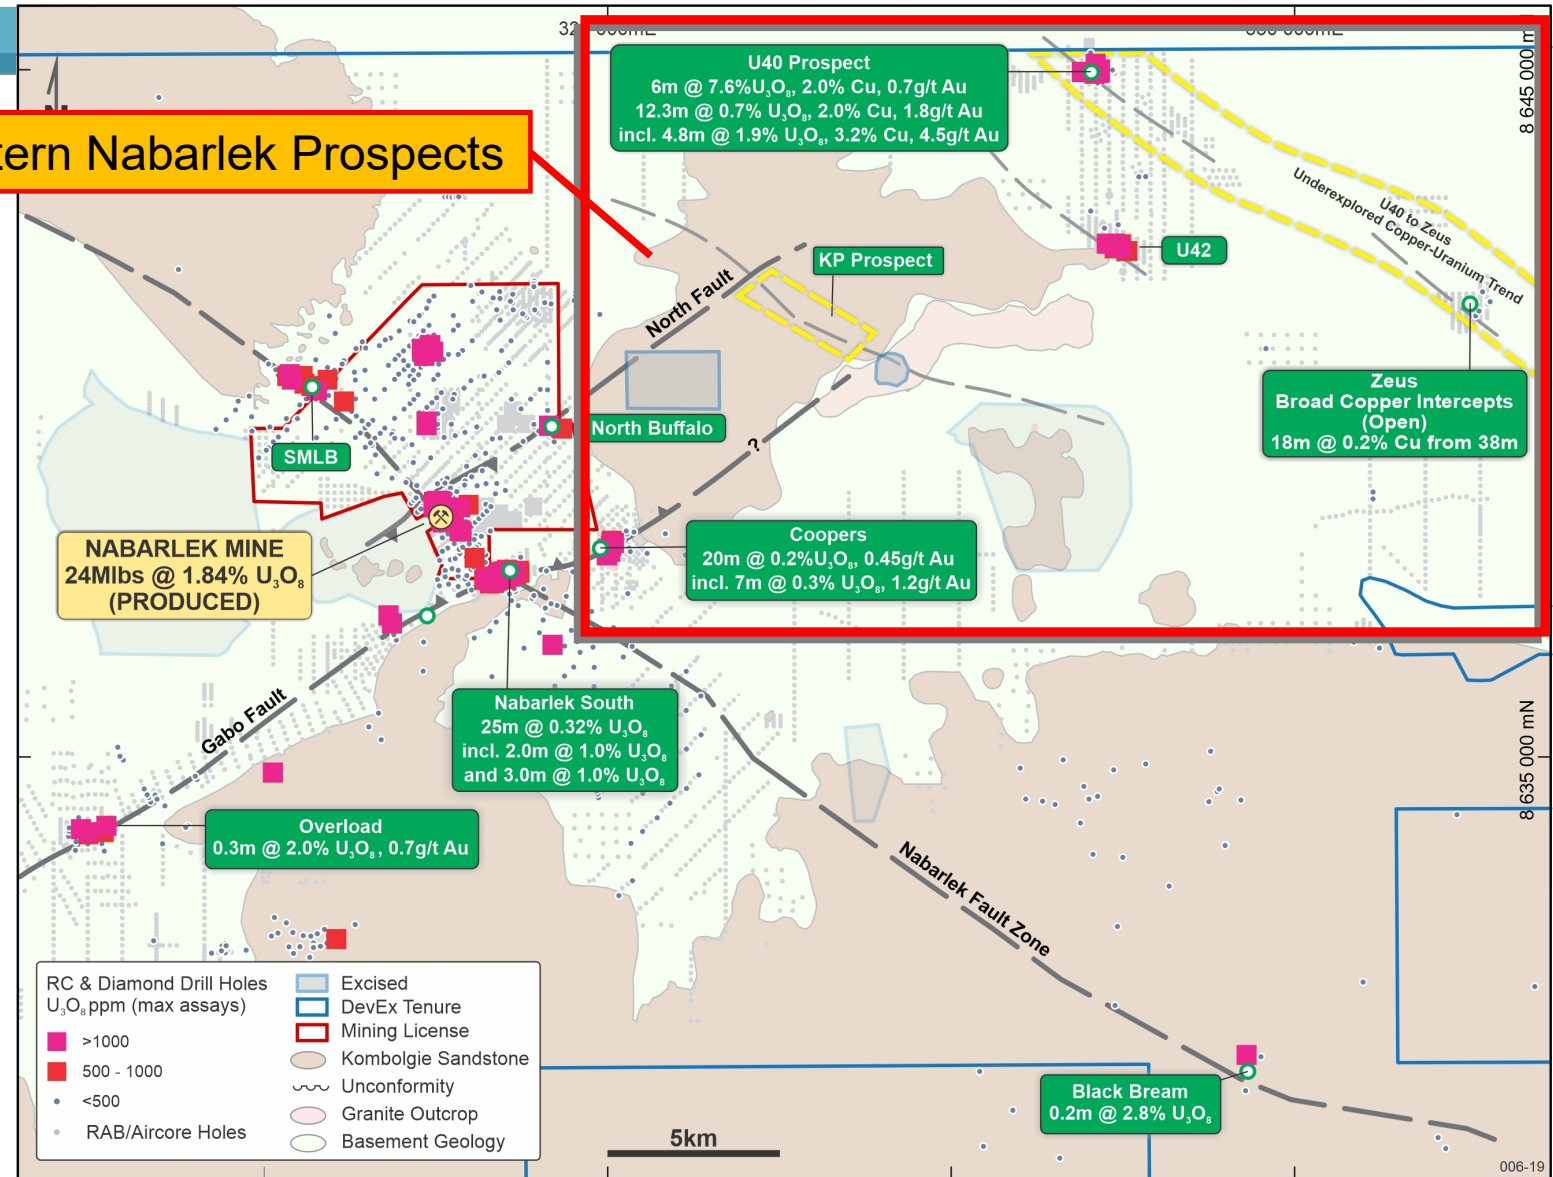 U40 Prospect
6m @ 7.6%U₃O₈, 2.0% Cu, 0.7g/t Au
12.3m @ 0.7% U₃O₈, 2.0% Cu, 1.8g/t Au
incl. 4.8m @ 1.9% U₃O₈, 3.2% Cu, 4.5g/t Au
8 645 000 m
tern Nabarlek Prospects
U40 to Zeus
Underexplored Copper-Uranium Trend
U42
KP Prospect
North Fault
Zeus
Broad Copper Intercepts
(Open)
18m @ 0.2% Cu from 38m
North Buffalo
SMLB
?
NABARLEK MINE
24Mlbs @ 1.84% U₃O₈
(PRODUCED)
Coopers
20m @ 0.2%U₃O₈, 0.45g/t Au
incl. 7m @ 0.3% U₃O₈, 1.2g/t Au
Nabarlek South
25m @ 0.32% U₃O₈
incl. 2.0m @ 1.0% U₃O₈
and 3.0m @ 1.0% U₃O₈
Gabo Fault
8 635 000 mN
Overload
0.3m @ 2.0% U₃O₈, 0.7g/t Au
Nabarlek Fault Zone
RC & Diamond Drill Holes
U₃O₈ ppm (max assays)
>1000
500 - 1000
<500
RAB/Aircore Holes
Excised
DevEx Tenure
Mining License
Kombolgie Sandstone
Unconformity
Granite Outcrop
Basement Geology
Black Bream
0.2m @ 2.8% U₃O₈
5km
006-19